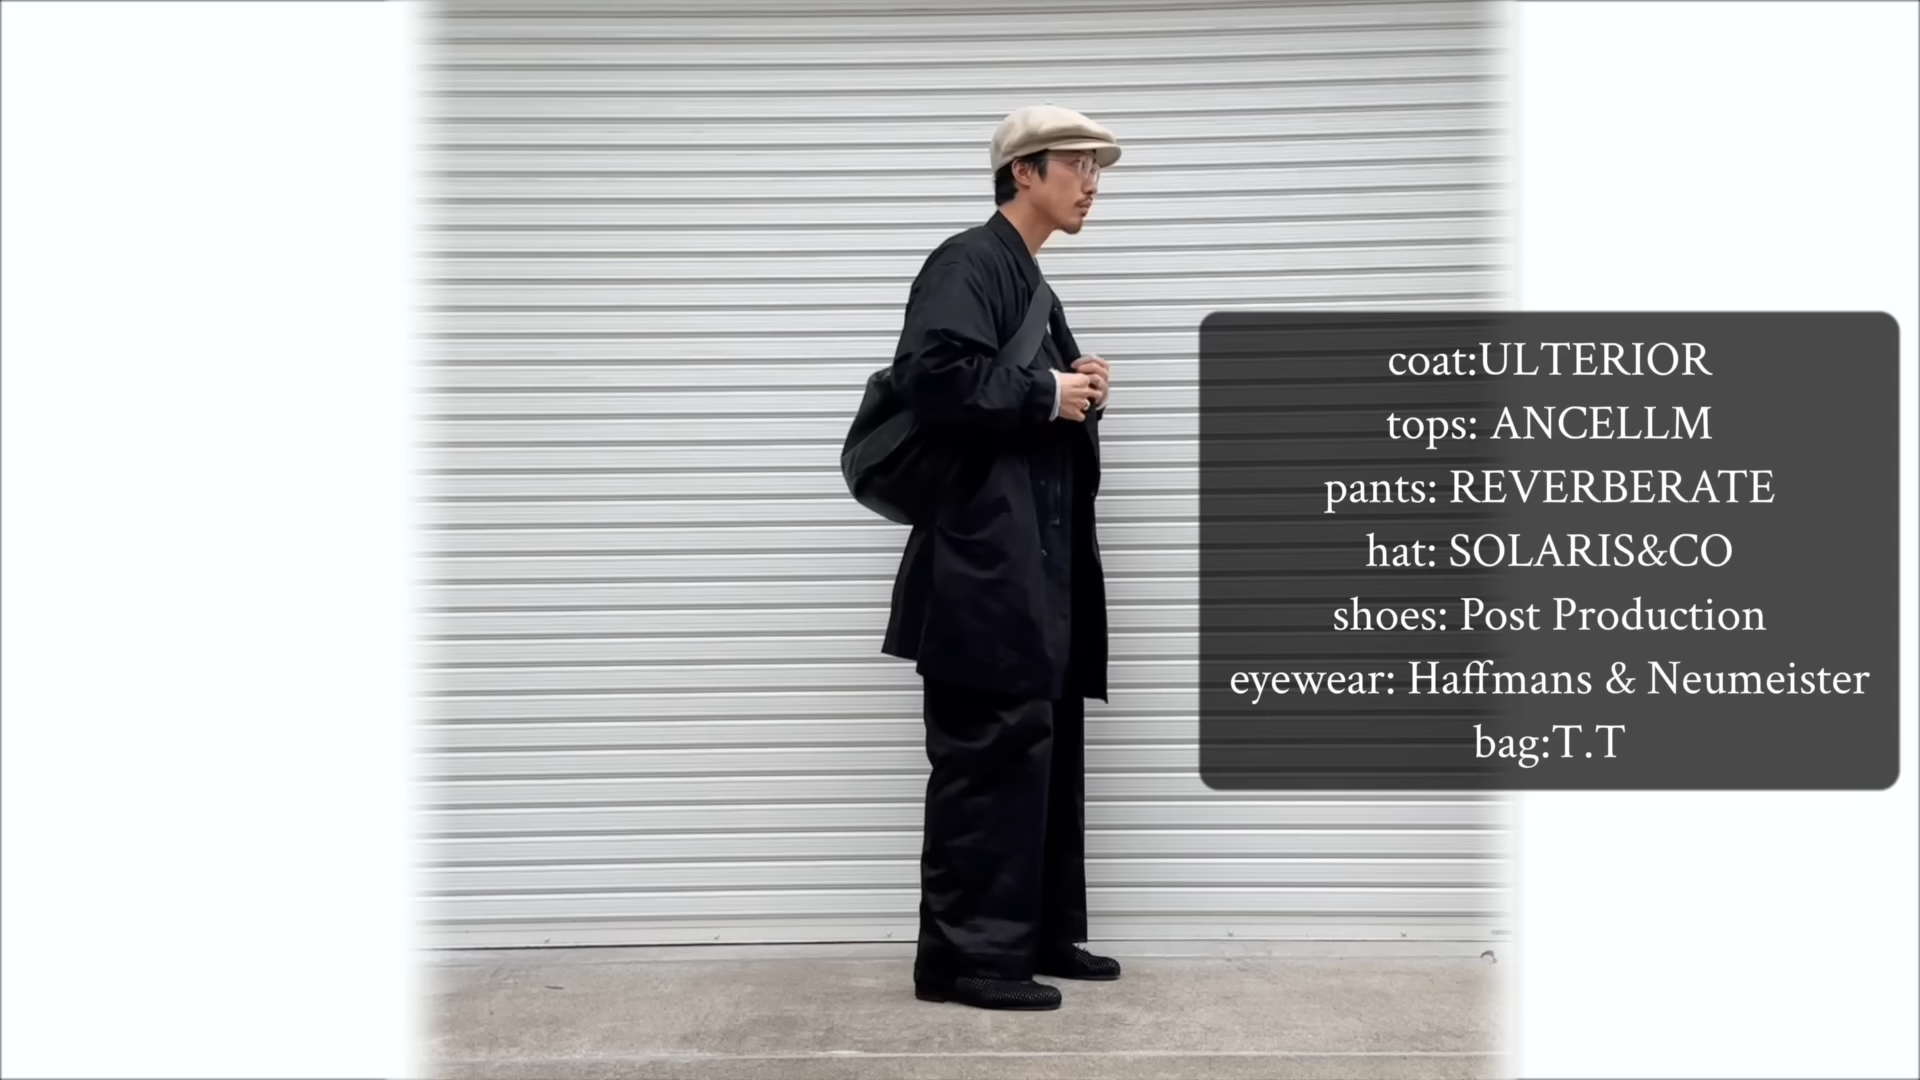 coat:ULTERIOR
tops: ANCELLM
pants: REVERBERATE
hat: SOLARIS&CO
shoes: Post Production
eyewear: Haffmans & Neumeister
bag:T.T